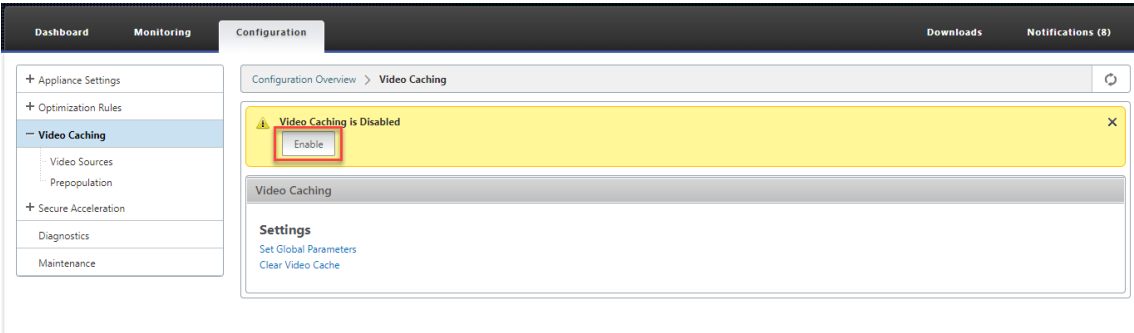 Dashboard Monitoring Configuration Downloads Notifications (8)
+ Appliance Settings
+ Optimization Rules
− Video Caching
Video Sources
Prepopulation
+ Secure Acceleration
Diagnostics
Maintenance
Configuration Overview > Video Caching
Video Caching is Disabled
Enable
Video Caching
Settings
Set Global Parameters
Clear Video Cache